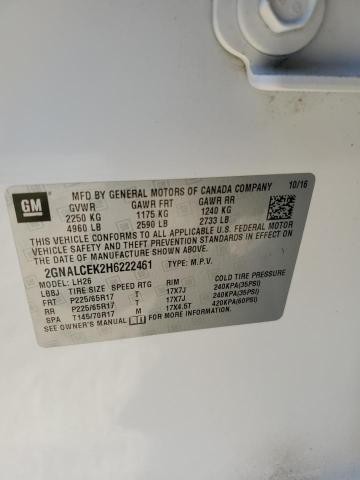 GM
MFD BY GENERAL MOTORS OF CANADA COMPANY 10/16
GVWR GAWR FRT GAWR RR
2250 KG 1175 KG 1240 KG
4960 LB 2590 LB 2733 LB
THIS VEHICLE CONFORMS TO ALL APPLICABLE U.S. FEDERAL MOTOR
VEHICLE SAFETY AND THEFT PREVENTION STANDARDS IN EFFECT ON
THE DATE OF MANUFACTURE SHOWN ABOVE.
2GNALCEK2H6222461 TYPE: M.P.V.
MODEL: LH26
LBBJ TIRE SIZE SPEED RTG RIM COLD TIRE PRESSURE
FRT P225/65R17 T 17X7J 240KPA(35PSI)
RR P225/65R17 T 17X7J 240KPA(35PSI)
SPA T145/70R17 M 17X4.5T 420KPA(60PSI)
SEE OWNER'S MANUAL FOR MORE INFORMATION.